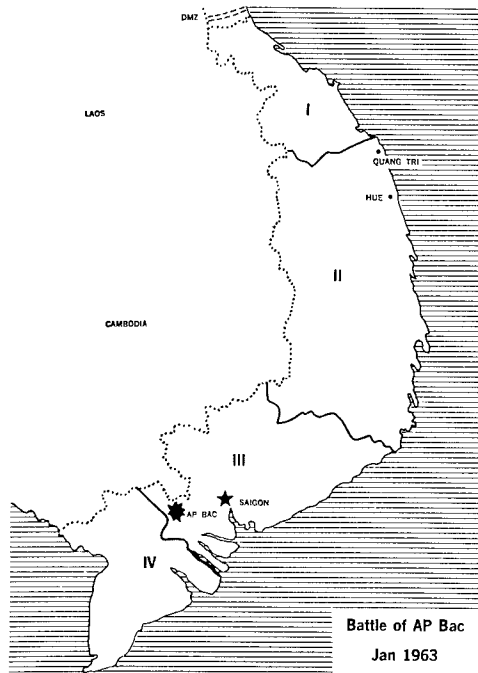 DMZ
LAOS
I
QUANG TRI
HUE
II
CAMBODIA
III
SAIGON
AP BAC
IV
Battle of AP Bac
Jan 1963